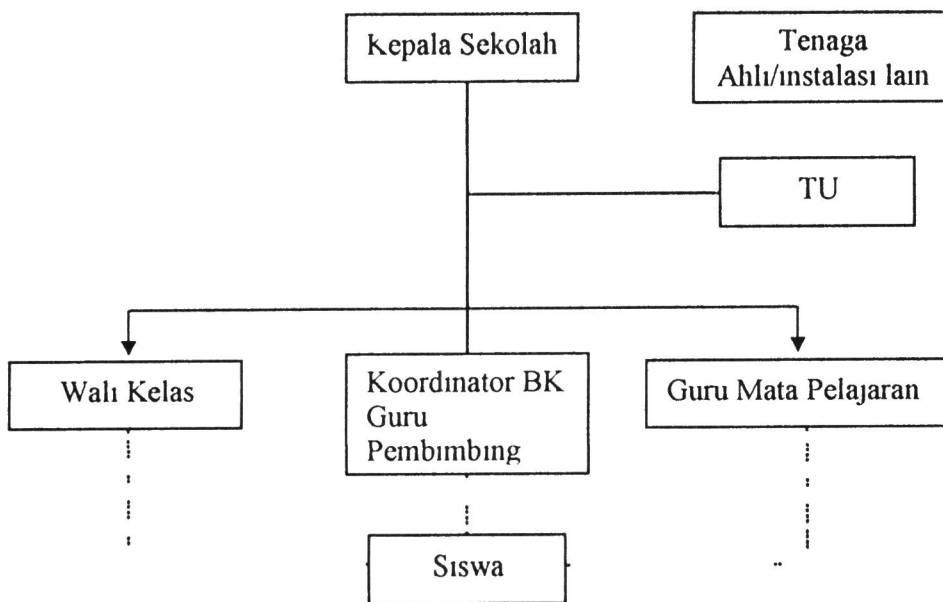 Kepala Sekolah
Tenaga
Ahli/instalasi lain
TU
Wali Kelas
Koordinator BK
Guru
Pembimbing
Guru Mata Pelajaran
Siswa